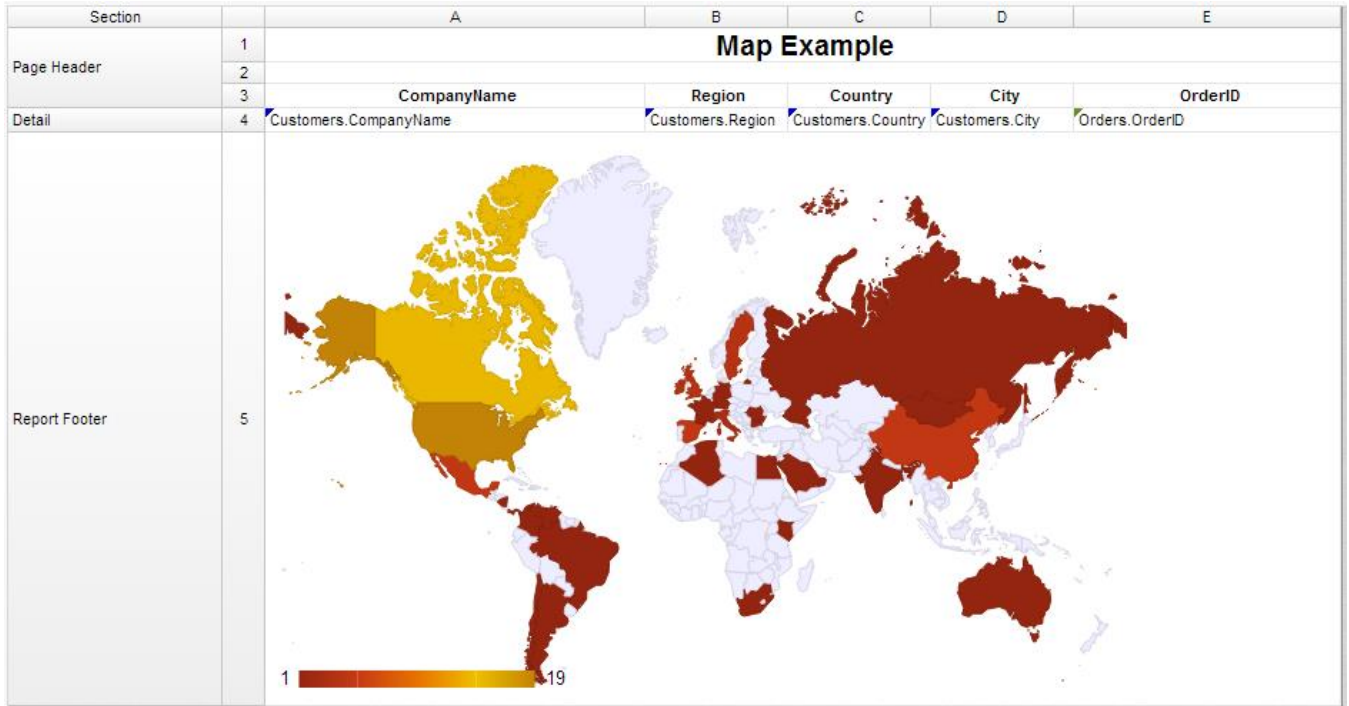 Section A B C D E
Page Header 1 Map Example
2
3 CompanyName Region Country City OrderID
Detail 4 Customers.CompanyName Customers.Region Customers.Country Customers.City Orders.OrderID
Report Footer 5
1 19